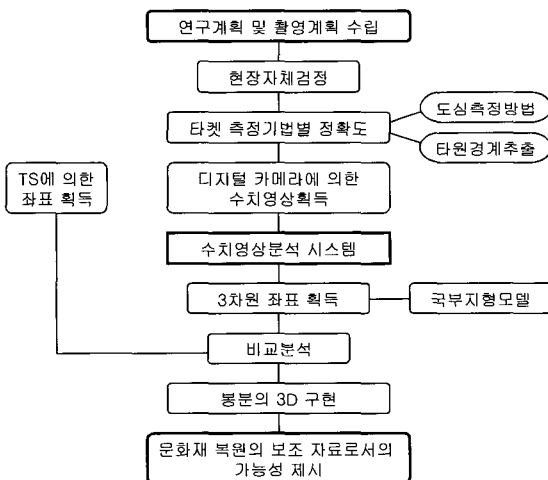 연구계획 및 촬영계획 수립
현장자체검정
타켓 측정기법별 정확도
도심측정방법
타원경계추출
TS에 의한
좌표 획득
디지털 카메라에 의한
수치영상획득
수치영상분석 시스템
3차원 좌표 획득
국부지형모델
비교분석
봉분의 3D 구현
문화재 복원의 보조 자료로서의
가능성 제시